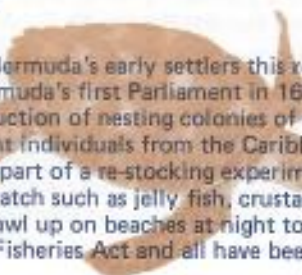 Bermuda's early settlers this
muda's first Parliament in 16
uction of nesting colonies of
t individuals from the Carib
part of a re-stocking experim
atch such as jelly fish, crusta
awl up on beaches at night to
Fisheries Act and all have bee